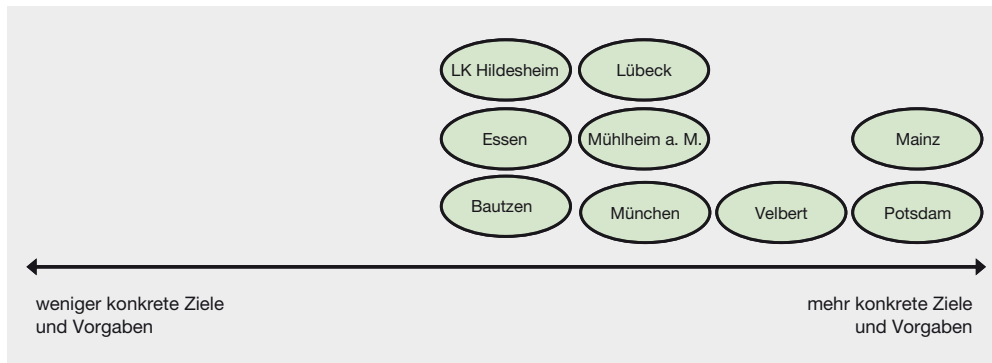 LK Hildesheim
Lübeck
Essen
Mühlheim a. M.
Mainz
Bautzen
München
Velbert
Potsdam
weniger konkrete Ziele
und Vorgaben
mehr konkrete Ziele
und Vorgaben